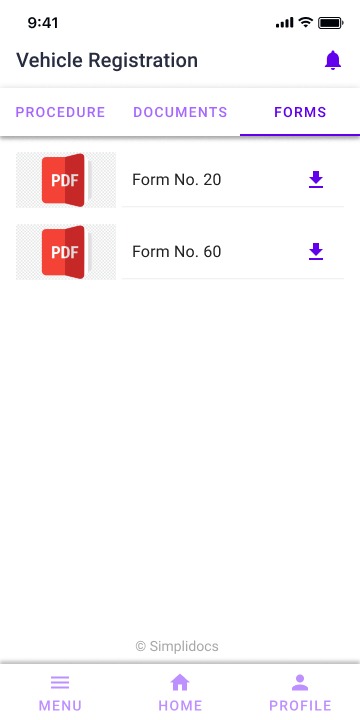 9:41
Vehicle Registration
PROCEDURE DOCUMENTS FORMS
PDF Form No. 20
PDF Form No. 60
© Simplidocs
MENU HOME PROFILE